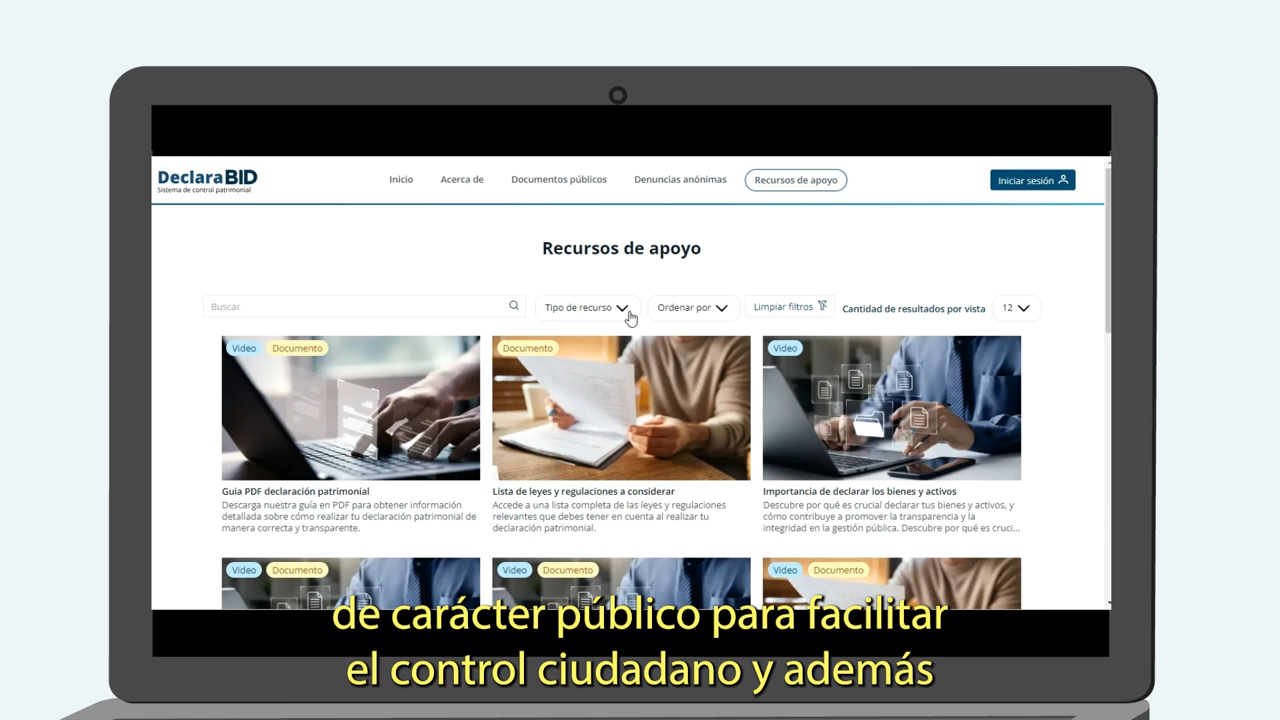 DeclaraBID
Sistema de control patrimonial
Inicio
Acerca de
Documentos públicos
Denuncias anónimas
Recursos de apoyo
Iniciar sesión
Recursos de apoyo
Buscar
Tipo de recurso
Ordenar por
Limpiar filtros
Cantidad de resultados por vista
12
Video
Documento
Guia PDF declaración patrimonial
Descarga nuestra guía en PDF para obtener información
detallada sobre cómo realizar tu declaración patrimonial de
manera correcta y transparente.
Documento
Lista de leyes y regulaciones a considerar
Accede a una lista completa de las leyes y regulaciones
relevantes que debes tener en cuenta al realizar tu
declaración patrimonial.
Video
Importancia de declarar los bienes y activos
Descubre por qué es crucial declarar tus bienes y activos, y
cómo contribuye a promover la transparencia y la
integridad en la gestión pública. Descubre por qué es cruci...
Video
Documento
Video
Documento
Video
Documento
de carácter público para facilitar
el control ciudadano y además